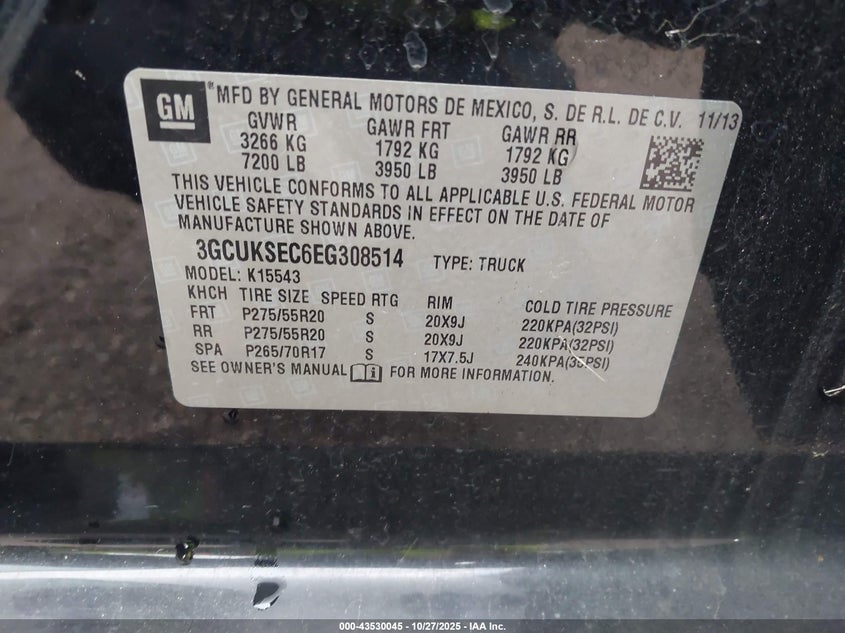 GM
® MFD BY GENERAL MOTORS DE MEXICO, S. DE R.L. DE C.V. 11/13
GVWR GAWR FRT GAWR RR
3266 KG 1792 KG 1792 KG
7200 LB 3950 LB 3950 LB
THIS VEHICLE CONFORMS TO ALL APPLICABLE U.S. FEDERAL MOTOR
VEHICLE SAFETY STANDARDS IN EFFECT ON THE DATE OF
MANUFACTURE SHOWN ABOVE.
3GCUKSEC6EG308514 TYPE: TRUCK
MODEL: K15543
KHCH TIRE SIZE SPEED RTG RIM COLD TIRE PRESSURE
FRT P275/55R20 S 20X9J 220KPA(32PSI)
RR P275/55R20 S 20X9J 220KPA(32PSI)
SPA P265/70R17 S 17X7.5J 240KPA(35PSI)
SEE OWNER'S MANUAL FOR MORE INFORMATION.
000-43530045 - 10/27/2025 - IAA Inc.